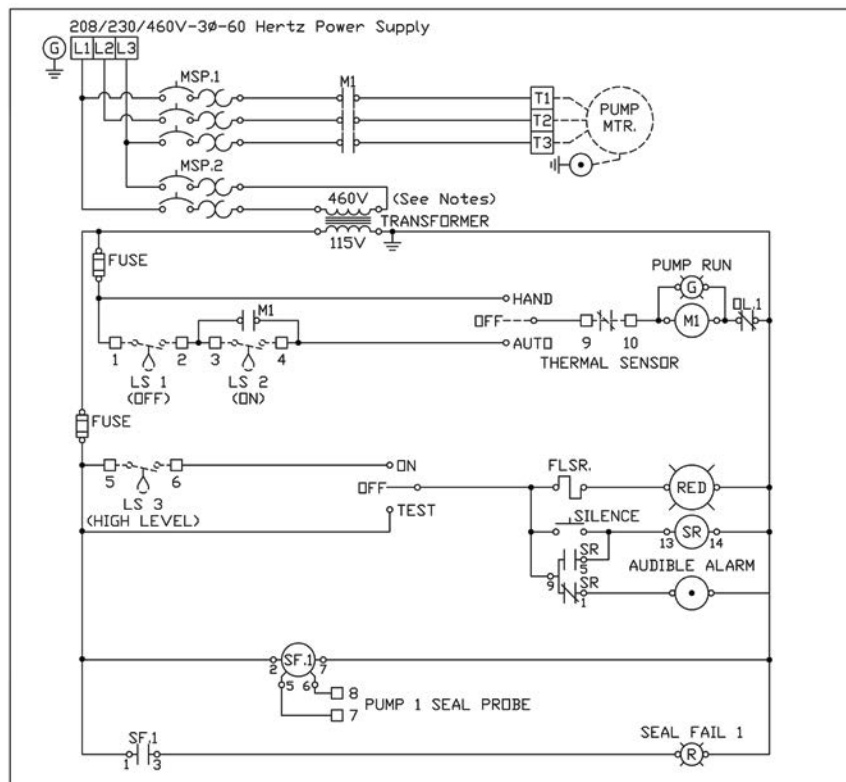 208/230/460V-3ø-60 Hertz Power Supply
G L1 L2 L3
MSP.1
M1
T1
T2
T3
PUMP
MTR.
MSP.2
460V
(See Notes)
TRANSFORMER
115V
FUSE
PUMP RUN
G
HAND
OL.1
M1
OFF
M1
9
10
1
2
3
4
AUTO
THERMAL SENSOR
LS 1
(OFF)
LS 2
(ON)
FUSE
ON
5
6
FLSR.
OFF
RED
LS 3
(HIGH LEVEL)
TEST
SILENCE
13
SR
14
SR
5
AUDIBLE ALARM
9
SR
1
2
SF.1
7
5
6
8
PUMP 1 SEAL PROBE
7
SF.1
1
3
SEAL FAIL 1
R